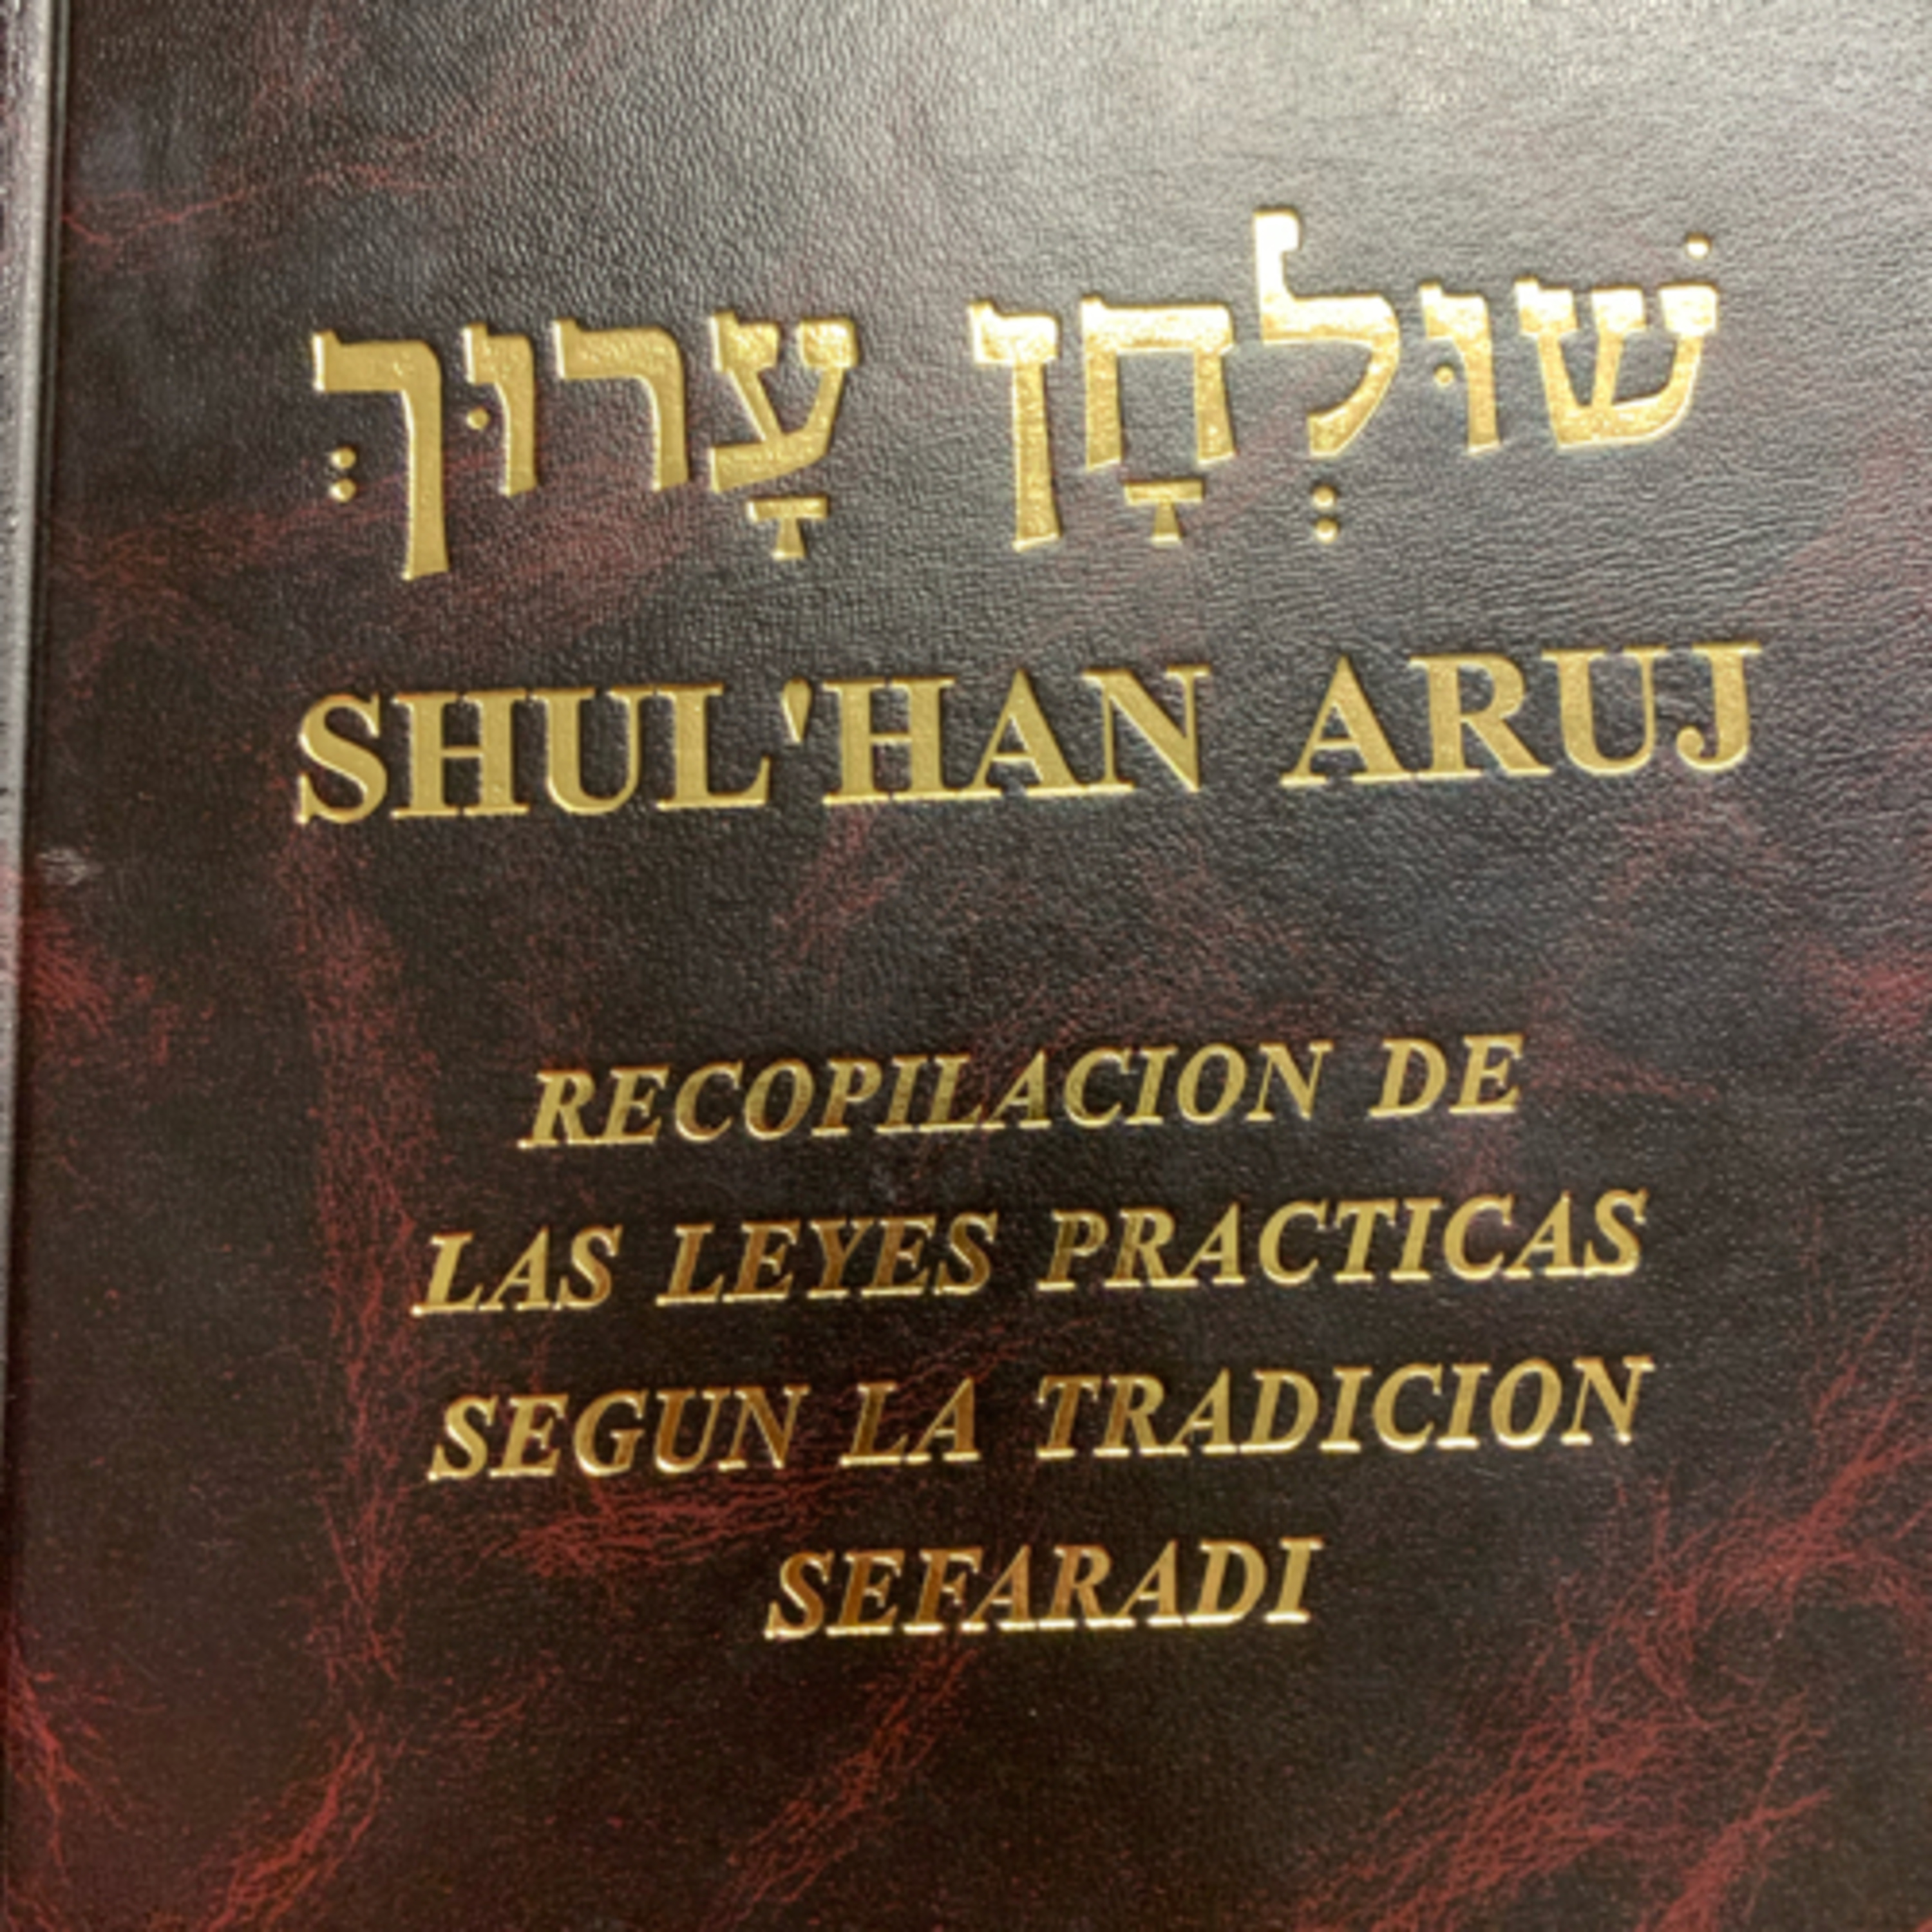 שׁוּלְחָן עָרוּךְ
SHUL'HAN ARUJ
RECOPILACION DE
LAS LEYES PRACTICAS
SEGUN LA TRADICION
SEFARADI